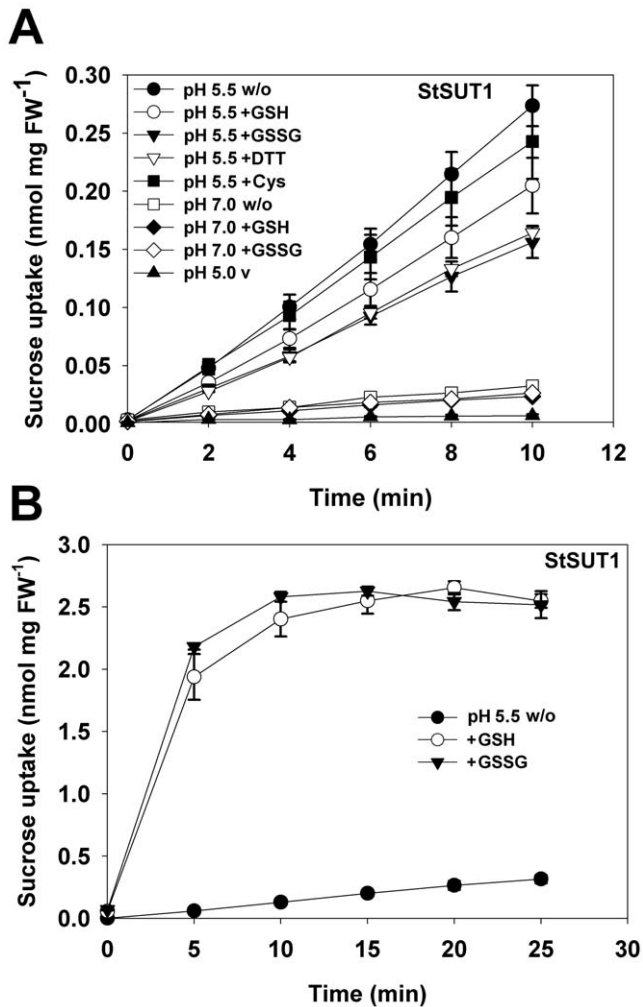 A
StSUT1
pH 5.5 w/o
pH 5.5 +GSH
pH 5.5 +GSSG
pH 5.5 +DTT
pH 5.5 +Cys
pH 7.0 w/o
pH 7.0 +GSH
pH 7.0 +GSSG
pH 5.0 v
Sucrose uptake (nmol mg FW⁻¹)
0.30
0.25
0.20
0.15
0.10
0.05
0.00
0 2 4 6 8 10 12
Time (min)
B
StSUT1
pH 5.5 w/o
+GSH
+GSSG
Sucrose uptake (nmol mg FW⁻¹)
3.0
2.5
2.0
1.5
1.0
0.5
0.0
0 5 10 15 20 25 30
Time (min)